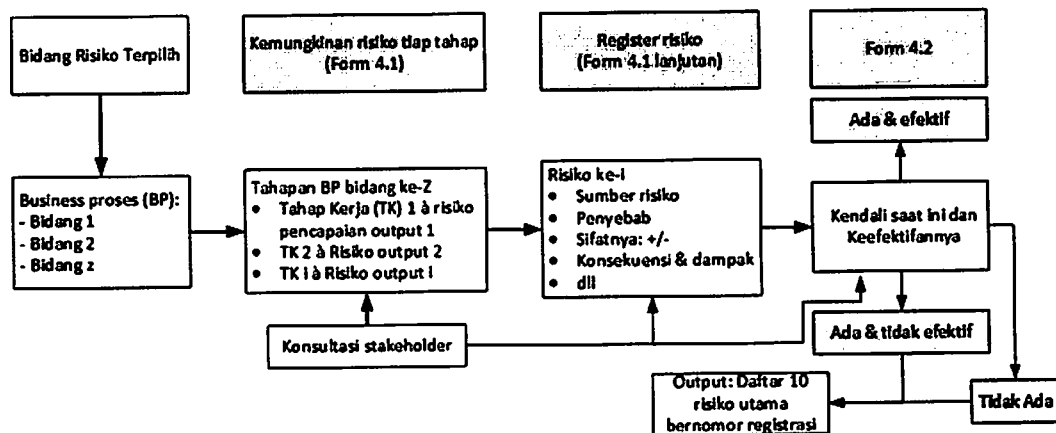 Bidang Risiko Terpilih
Kemungkinan risiko tiap tahap
(Form 4.1)
Register risiko
(Form 4.1 lanjutan)
Form 4.2
Ada & efektif
Business proses (BP):
- Bidang 1
- Bidang 2
- Bidang z
Tahapan BP bidang ke-Z
• Tahap Kerja (TK) 1 à risiko
pencapaian output 1
• TK 2 à Risiko output 2
• TK i à Risiko output i
Risiko ke-i
• Sumber risiko
• Penyebab
• Sifatnya: +/-
• Konsekuensi & dampak
• dll
Kendali saat ini dan
Keefektifannya
Konsultasi stakeholder
Ada & tidak efektif
Output: Daftar 10
risiko utama
bernomor registrasi
Tidak Ada